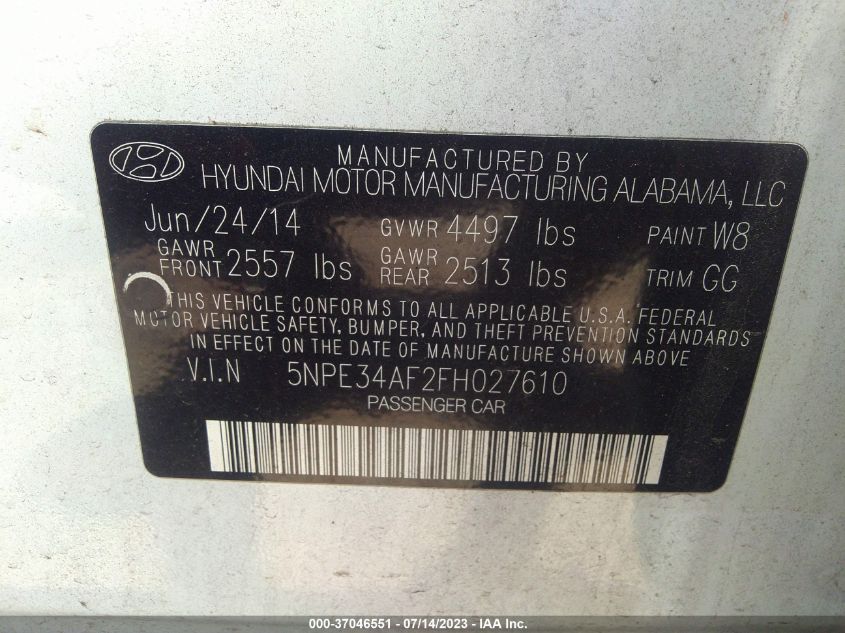 MANUFACTURED BY
HYUNDAI MOTOR MANUFACTURING ALABAMA, LLC
Jun/24/14 GVWR 4497 lbs PAINT W8
GAWR FRONT 2557 lbs GAWR REAR 2513 lbs TRIM GG
THIS VEHICLE CONFORMS TO ALL APPLICABLE U.S.A. FEDERAL
MOTOR VEHICLE SAFETY, BUMPER, AND THEFT PREVENTION STANDARDS
IN EFFECT ON THE DATE OF MANUFACTURE SHOWN ABOVE
V.I.N 5NPE34AF2FH027610
PASSENGER CAR
000-37046551 - 07/14/2023 - IAA Inc.